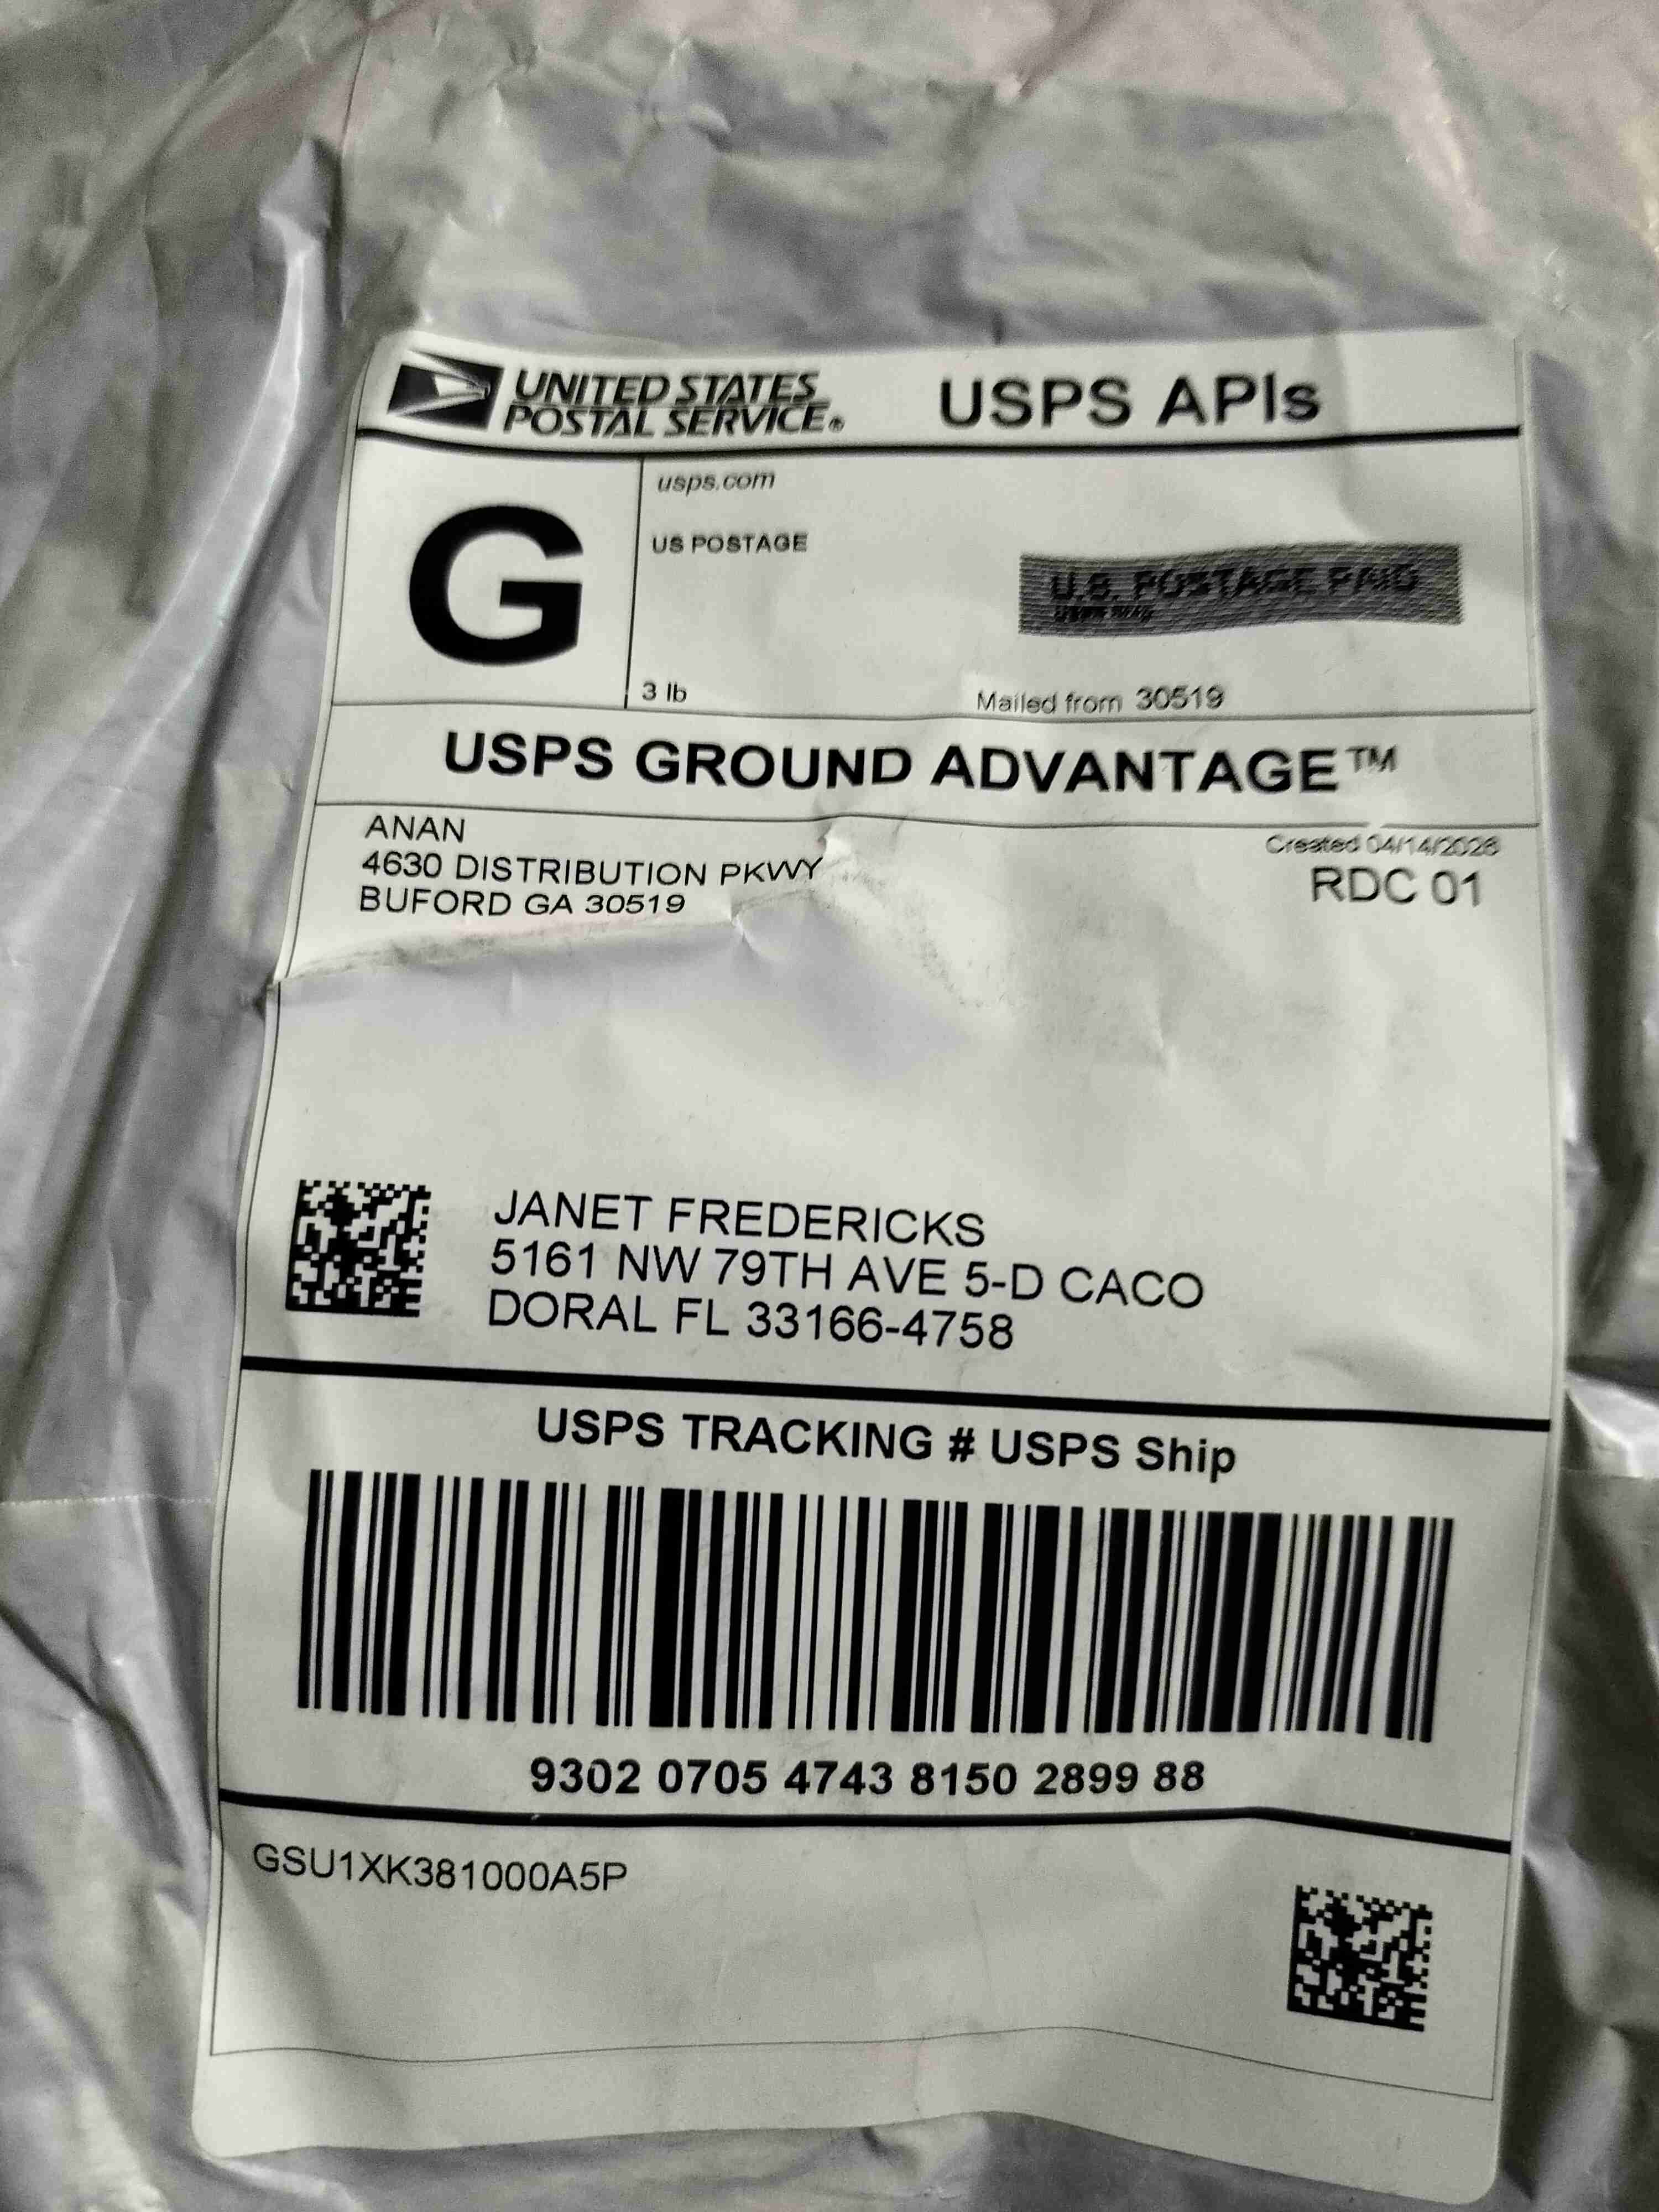 UNITED STATES
POSTAL SERVICE®
USPS APIs
G
usps.com
US POSTAGE
U.S. POSTAGE PAID
3 lb
Mailed from 30519
USPS GROUND ADVANTAGE™
ANAN
4630 DISTRIBUTION PKWY
BUFORD GA 30519
Created 04/14/2026
RDC 01
JANET FREDERICKS
5161 NW 79TH AVE 5-D CACO
DORAL FL 33166-4758
USPS TRACKING # USPS Ship
9302 0705 4743 8150 2899 88
GSU1XK381000A5P